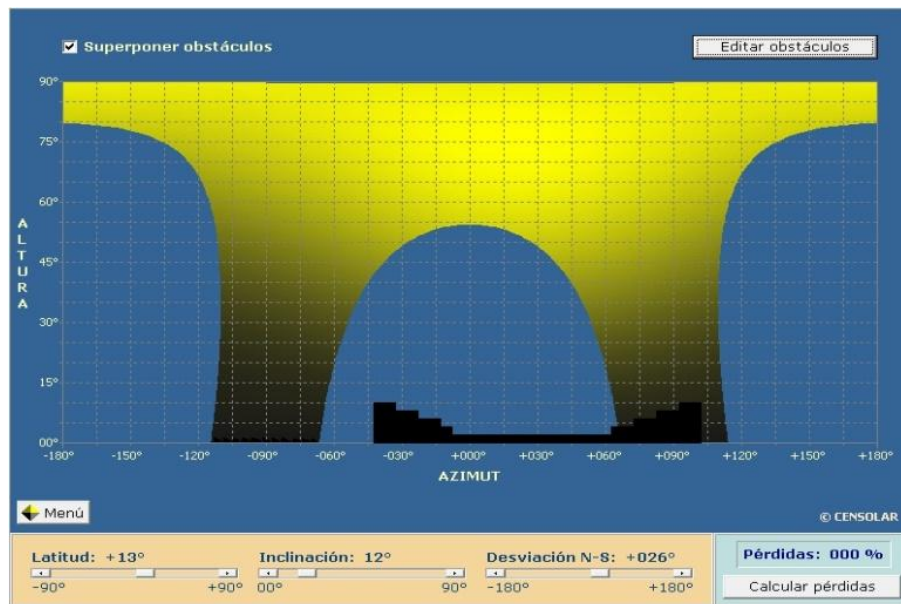 Superponer obstáculos
Editar obstáculos
90°
75°
45°
30°
15°
00°
ALTURA
-180° -150° -120° -090° -060° -030° +000° +030° +060° +090° +120° +150° +180°
AZIMUT
Menú
© CENSOLAR
Latitud: +13° Inclinación: 12° Desviación N-S: +026° Pérdidas: 000 %
-90° +90° 00° 90° -180° +180° Calcular pérdidas